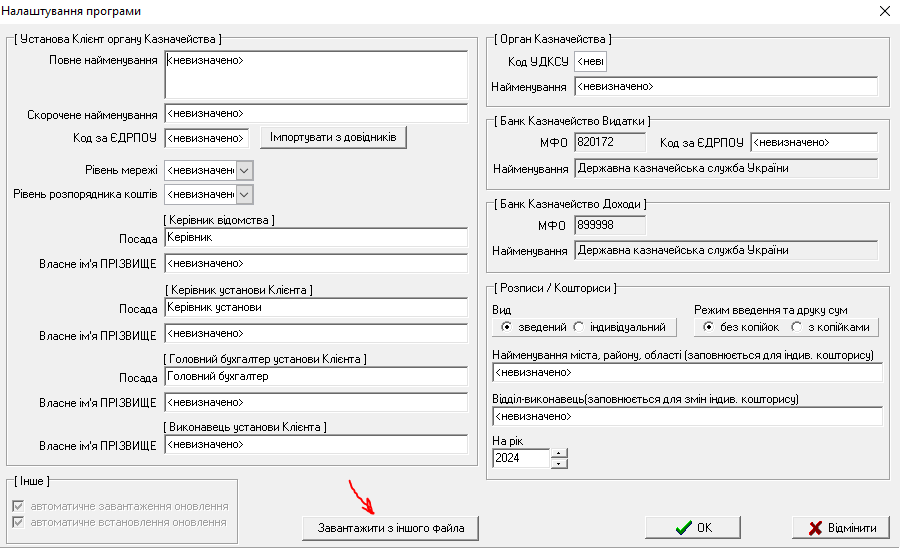 Налаштування програми
[ Установа Клієнт органу Казначейства ]
Повне найменування
<невизначено>
Скорочене найменування
<невизначено>
Код за ЄДРПОУ
<невизначено>
Імпортувати з довідників
Рівень мережі
<невизначен
Рівень розпорядника коштів
<невизначен
[ Керівник відомства ]
Посада
Керівник
Власне ім'я ПРІЗВИЩЕ
<невизначено>
[ Керівник установи Клієнта ]
Посада
Керівник установи
Власне ім'я ПРІЗВИЩЕ
<невизначено>
[ Головний бухгалтер установи Клієнта ]
Посада
Головний бухгалтер
Власне ім'я ПРІЗВИЩЕ
<невизначено>
[ Виконавець установи Клієнта ]
Власне ім'я ПРІЗВИЩЕ
<невизначено>
[ Орган Казначейства ]
Код УДКСУ
<неві
Найменування
<невизначено>
[ Банк Казначейство Видатки ]
МФО
820172
Код за ЄДРПОУ
<невизначено>
Найменування
Державна казначейська служба України
[ Банк Казначейство Доходи ]
МФО
899998
Найменування
Державна казначейська служба України
[ Розписи / Кошториси ]
Вид
зведений
індивідуальний
Режим введення та друку сум
без копійок
з копійками
Найменування міста, району, області (заповнюється для індив. кошторису)
<невизначено>
Відділ-виконавець(заповнюється для змін індив. кошторису)
<невизначено>
На рік
2024
[ Інше ]
автоматичне завантаження оновлення
автоматичне встановлення оновлення
Завантажити з іншого файла
OK
Відмінити